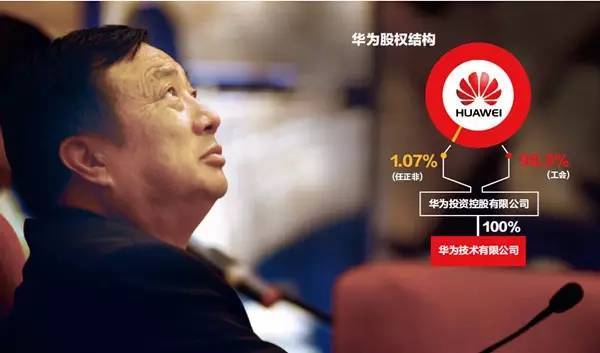 华为股权结构
HUAWEI
1.07%
(任正非)
(工会)
华为投资控股有限公司
100%
华为技术有限公司